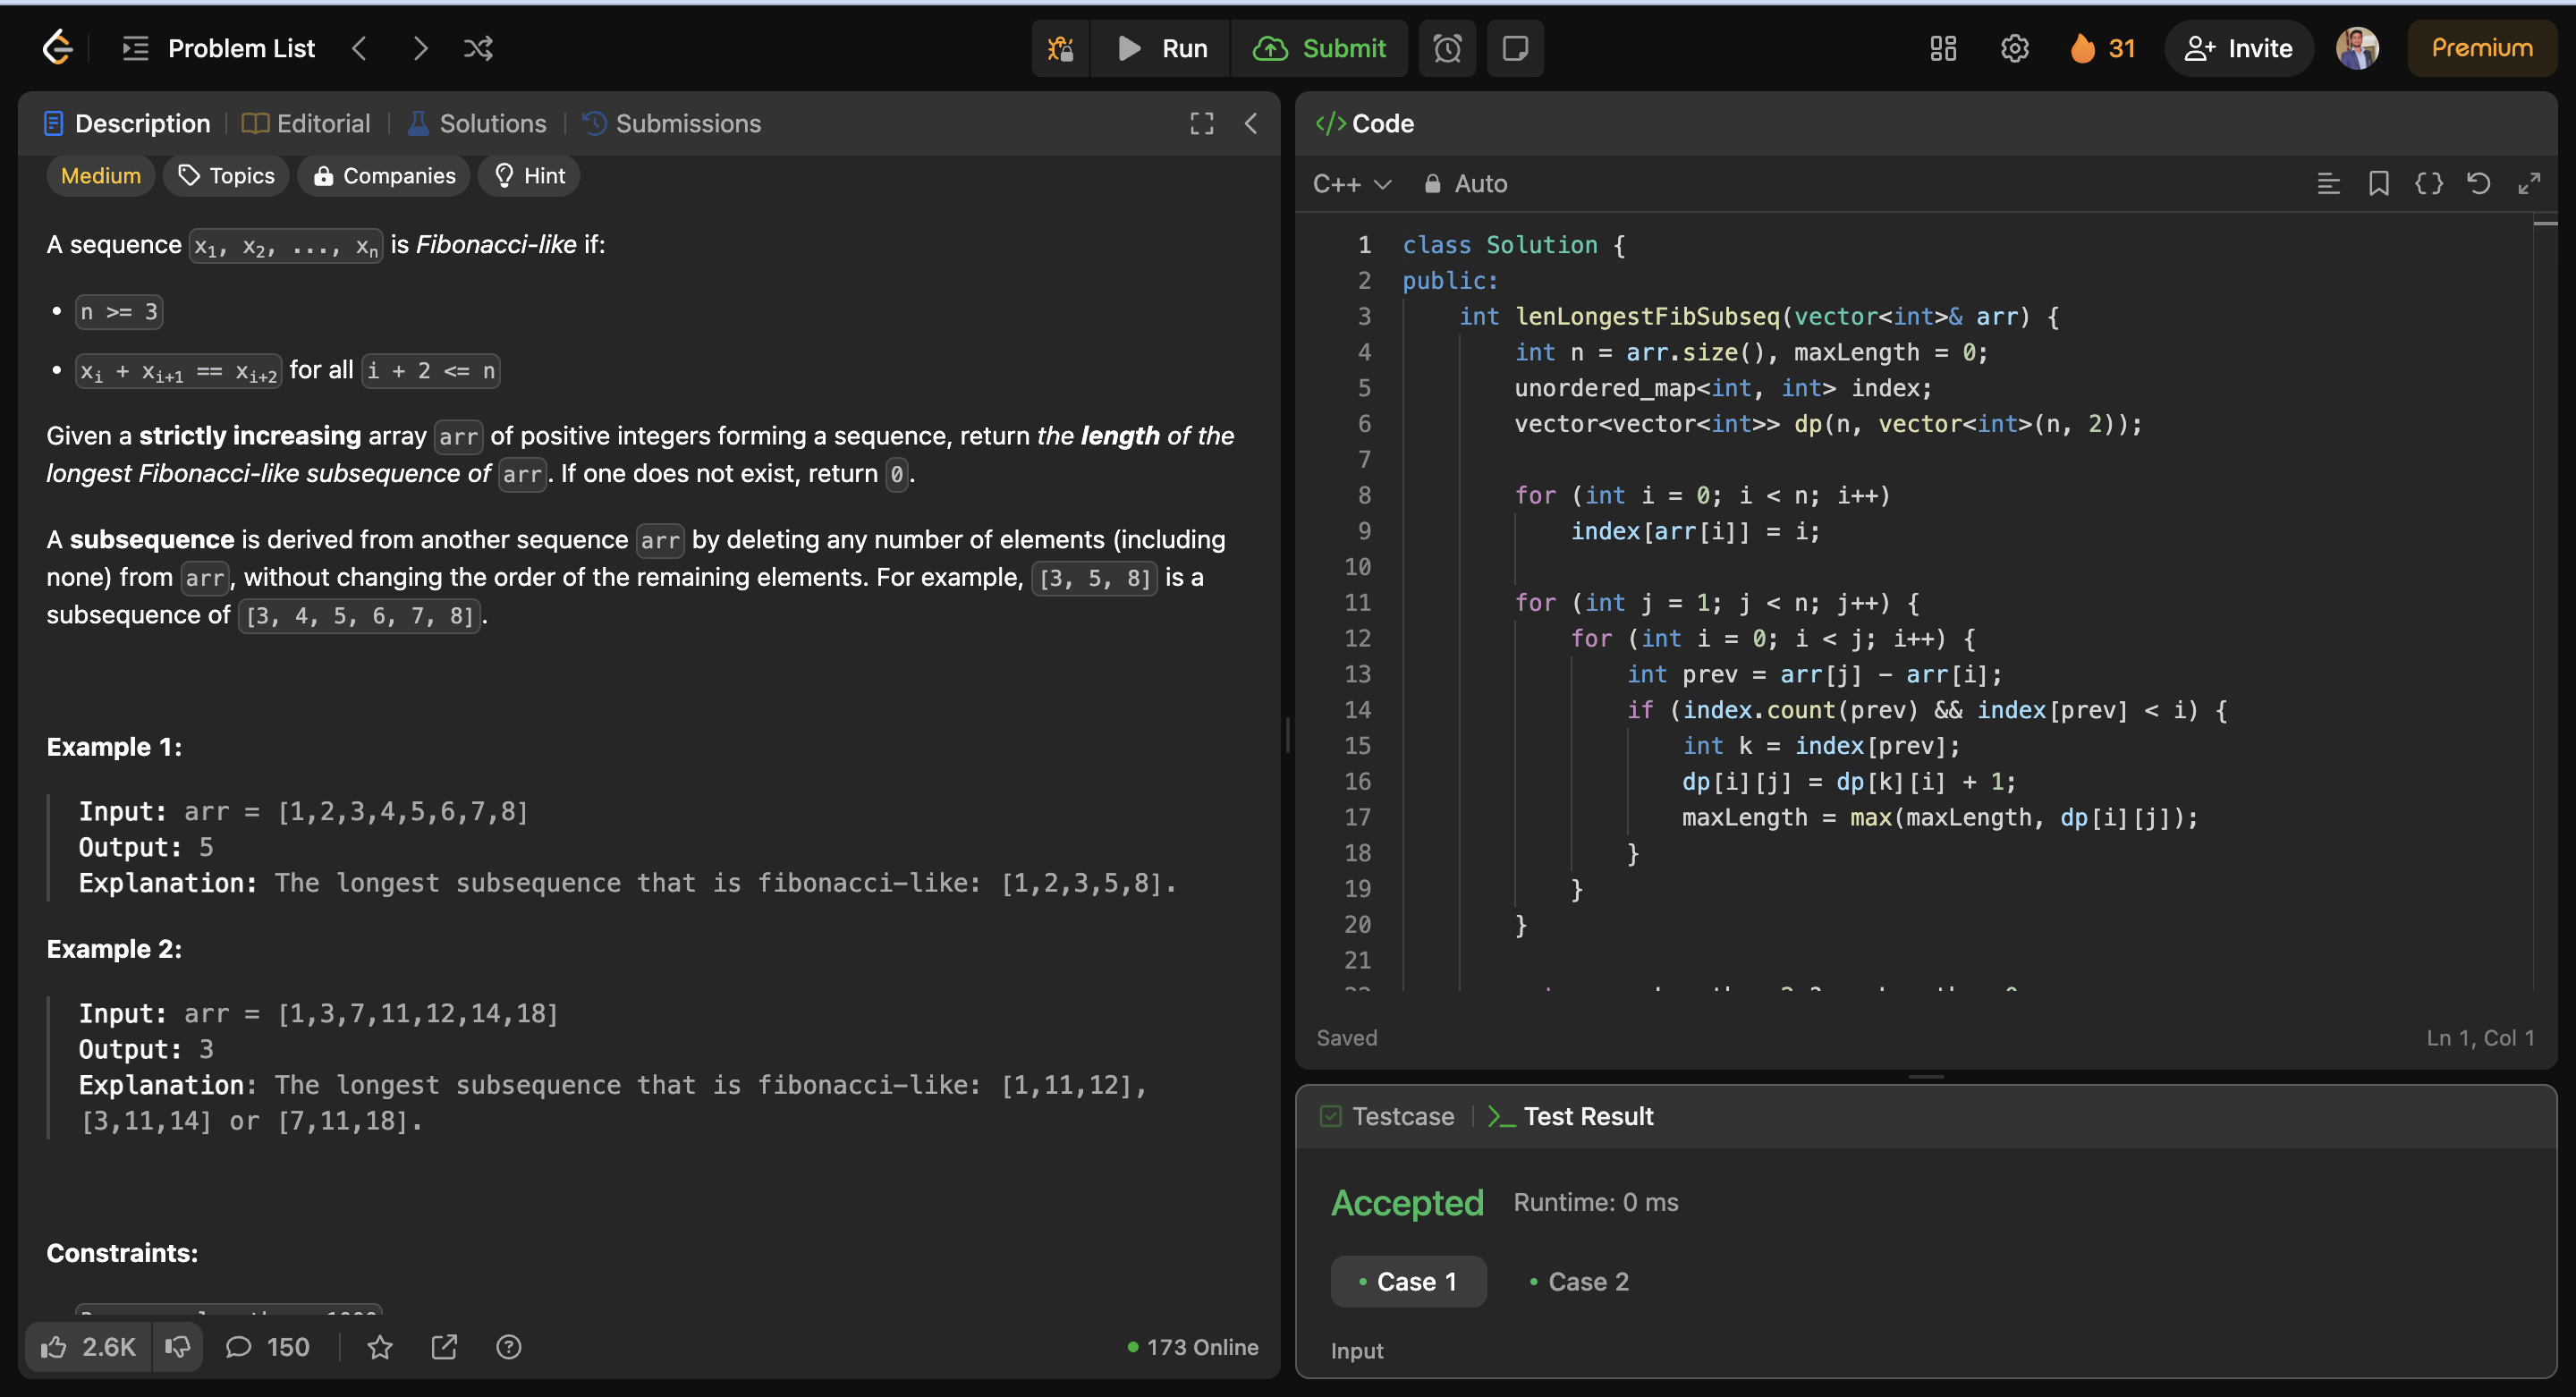 Problem List
Run
Submit
31
Invite
Premium
Description
Editorial
Solutions
Submissions
Medium
Topics
Companies
Hint
A sequence x1, x2, ..., xn is Fibonacci-like if:
• n >= 3
• xi + xi+1 == xi+2 for all i + 2 <= n
Given a strictly increasing array arr of positive integers forming a sequence, return the length of the
longest Fibonacci-like subsequence of arr. If one does not exist, return 0.
A subsequence is derived from another sequence arr by deleting any number of elements (including
none) from arr, without changing the order of the remaining elements. For example, [3, 5, 8] is a
subsequence of [3, 4, 5, 6, 7, 8].
Example 1:
Input: arr = [1,2,3,4,5,6,7,8]
Output: 5
Explanation: The longest subsequence that is fibonacci-like: [1,2,3,5,8].
Example 2:
Input: arr = [1,3,7,11,12,14,18]
Output: 3
Explanation: The longest subsequence that is fibonacci-like: [1,11,12],
[3,11,14] or [7,11,18].
Constraints:
2.6K
150
173 Online
</> Code
C++
Auto
1 class Solution {
2 public:
3 int lenLongestFibSubseq(vector<int>& arr) {
4 int n = arr.size(), maxLength = 0;
5 unordered_map<int, int> index;
6 vector<vector<int>> dp(n, vector<int>(n, 2));
7
8 for (int i = 0; i < n; i++)
9 index[arr[i]] = i;
10
11 for (int j = 1; j < n; j++) {
12 for (int i = 0; i < j; i++) {
13 int prev = arr[j] - arr[i];
14 if (index.count(prev) && index[prev] < i) {
15 int k = index[prev];
16 dp[i][j] = dp[k][i] + 1;
17 maxLength = max(maxLength, dp[i][j]);
18 }
19 }
20 }
21
Saved
Ln 1, Col 1
Testcase
Test Result
Accepted
Runtime: 0 ms
Case 1
Case 2
Input